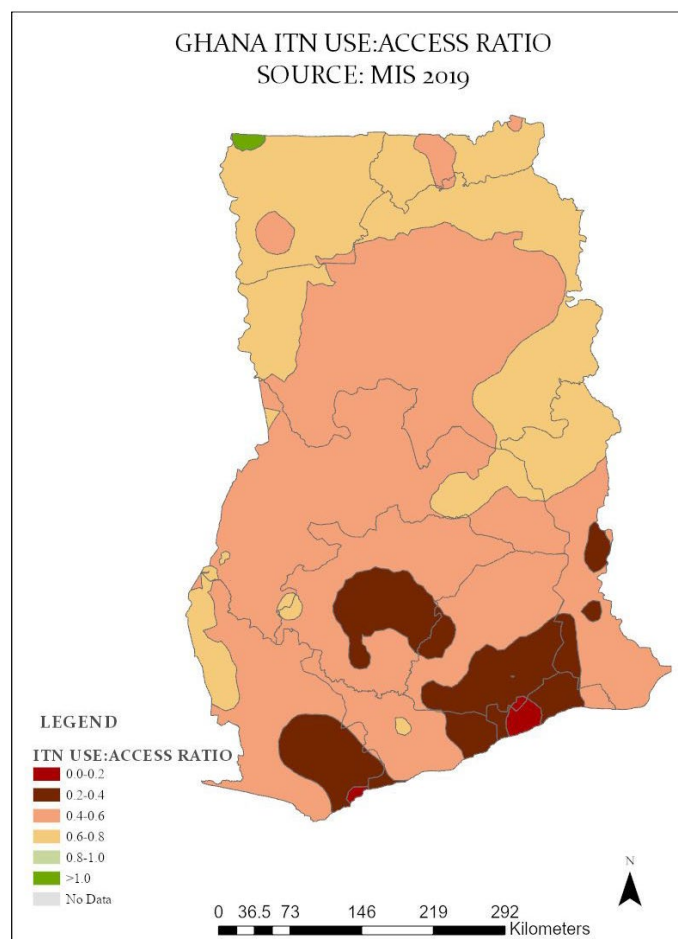 GHANA ITN USE:ACCESS RATIO
SOURCE: MIS 2019
LEGEND
ITN USE:ACCESS RATIO
0.0-0.2
0.2-0.4
0.4-0.6
0.6-0.8
0.8-1.0
>1.0
No Data
N
0 36.5 73 146 219 292
Kilometers